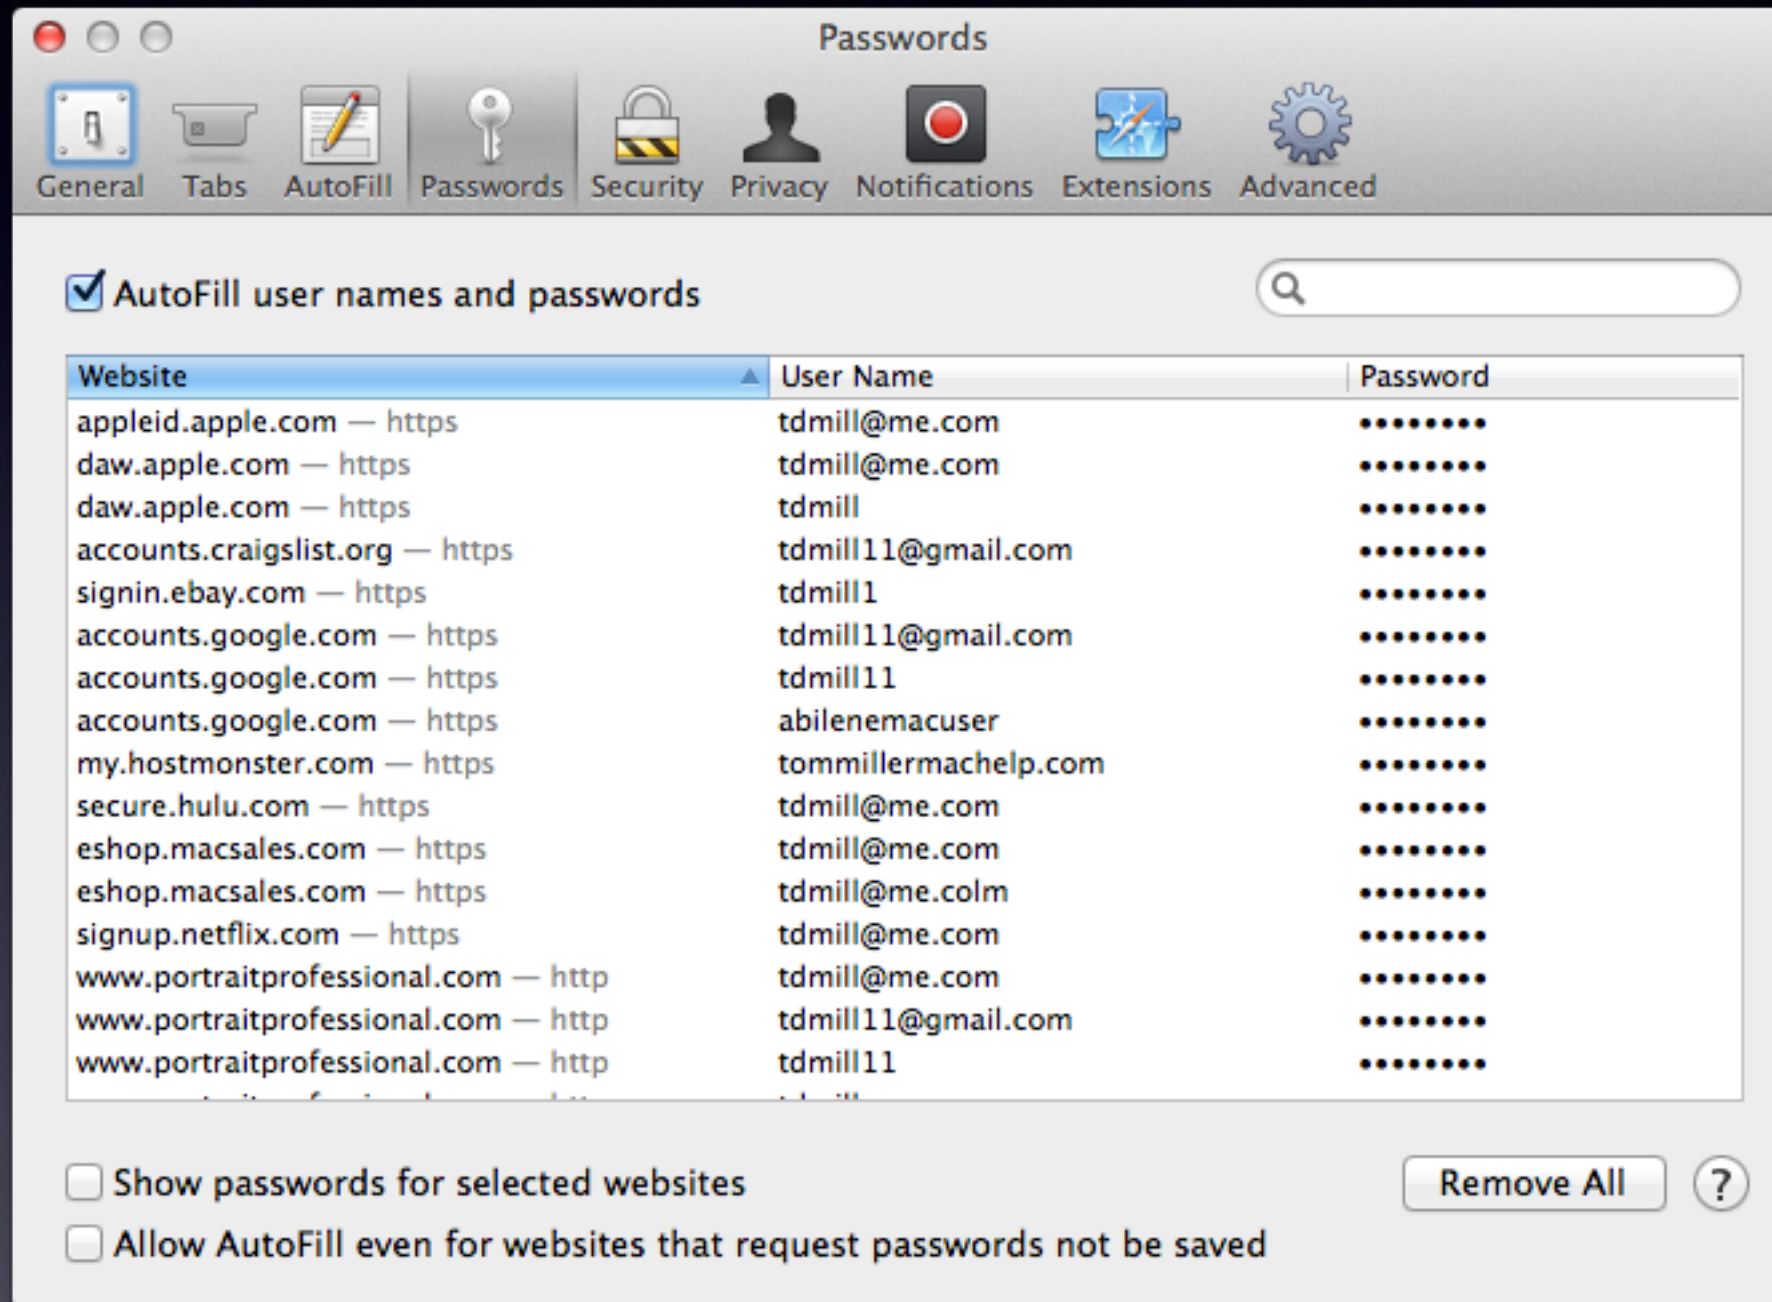 Passwords
General Tabs AutoFill Passwords Security Privacy Notifications Extensions Advanced
AutoFill user names and passwords
Website User Name Password
appleid.apple.com — https tdmill@me.com ••••••••
daw.apple.com — https tdmill@me.com ••••••••
daw.apple.com — https tdmill ••••••••
accounts.craigslist.org — https tdmill11@gmail.com ••••••••
signin.ebay.com — https tdmill1 ••••••••
accounts.google.com — https tdmill11@gmail.com ••••••••
accounts.google.com — https tdmill11 ••••••••
accounts.google.com — https abilenemacuser ••••••••
my.hostmonster.com — https tommillermachelp.com ••••••••
secure.hulu.com — https tdmill@me.com ••••••••
eshop.macsales.com — https tdmill@me.com ••••••••
eshop.macsales.com — https tdmill@me.colm ••••••••
signup.netflix.com — https tdmill@me.com ••••••••
www.portraitprofessional.com — http tdmill@me.com ••••••••
www.portraitprofessional.com — http tdmill11@gmail.com ••••••••
www.portraitprofessional.com — http tdmill11 ••••••••
Show passwords for selected websites Remove All ?
Allow AutoFill even for websites that request passwords not be saved